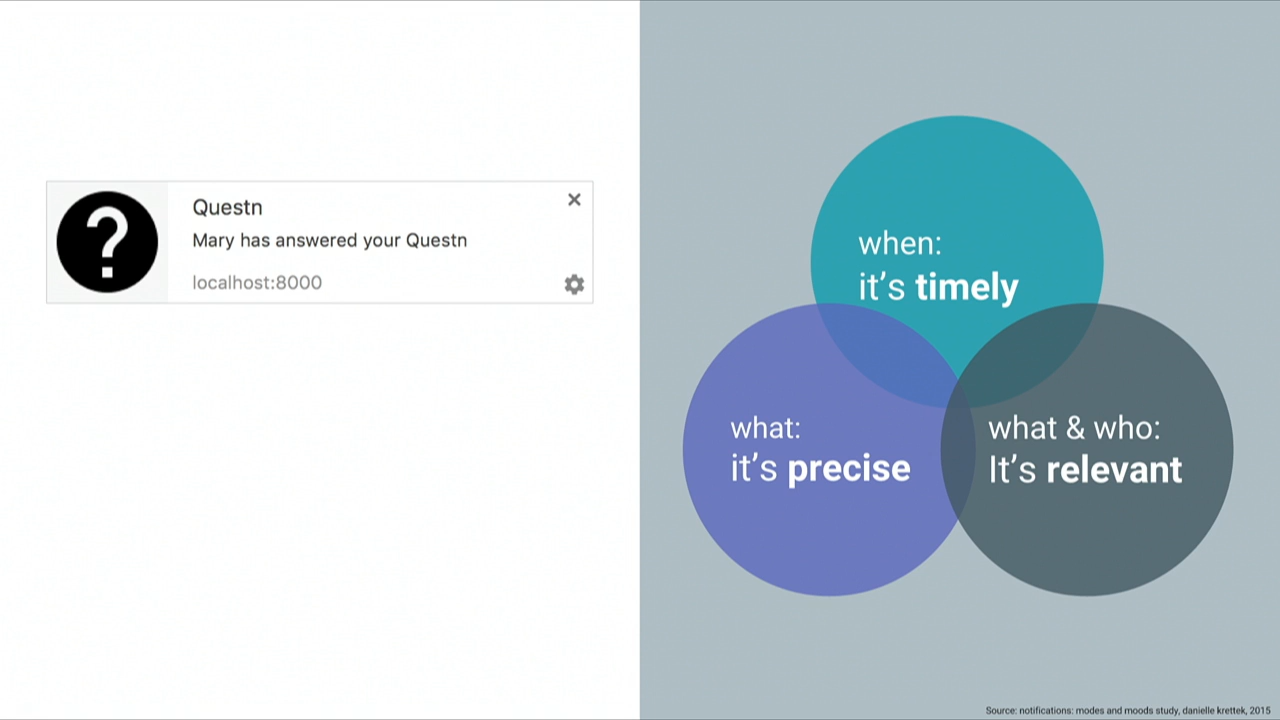 ?
Questn
Mary has answered your Questn
localhost:8000
when:
it’s timely
what:
it’s precise
what & who:
It’s relevant
Source: notifications: modes and moods study, danielle krettek, 2015